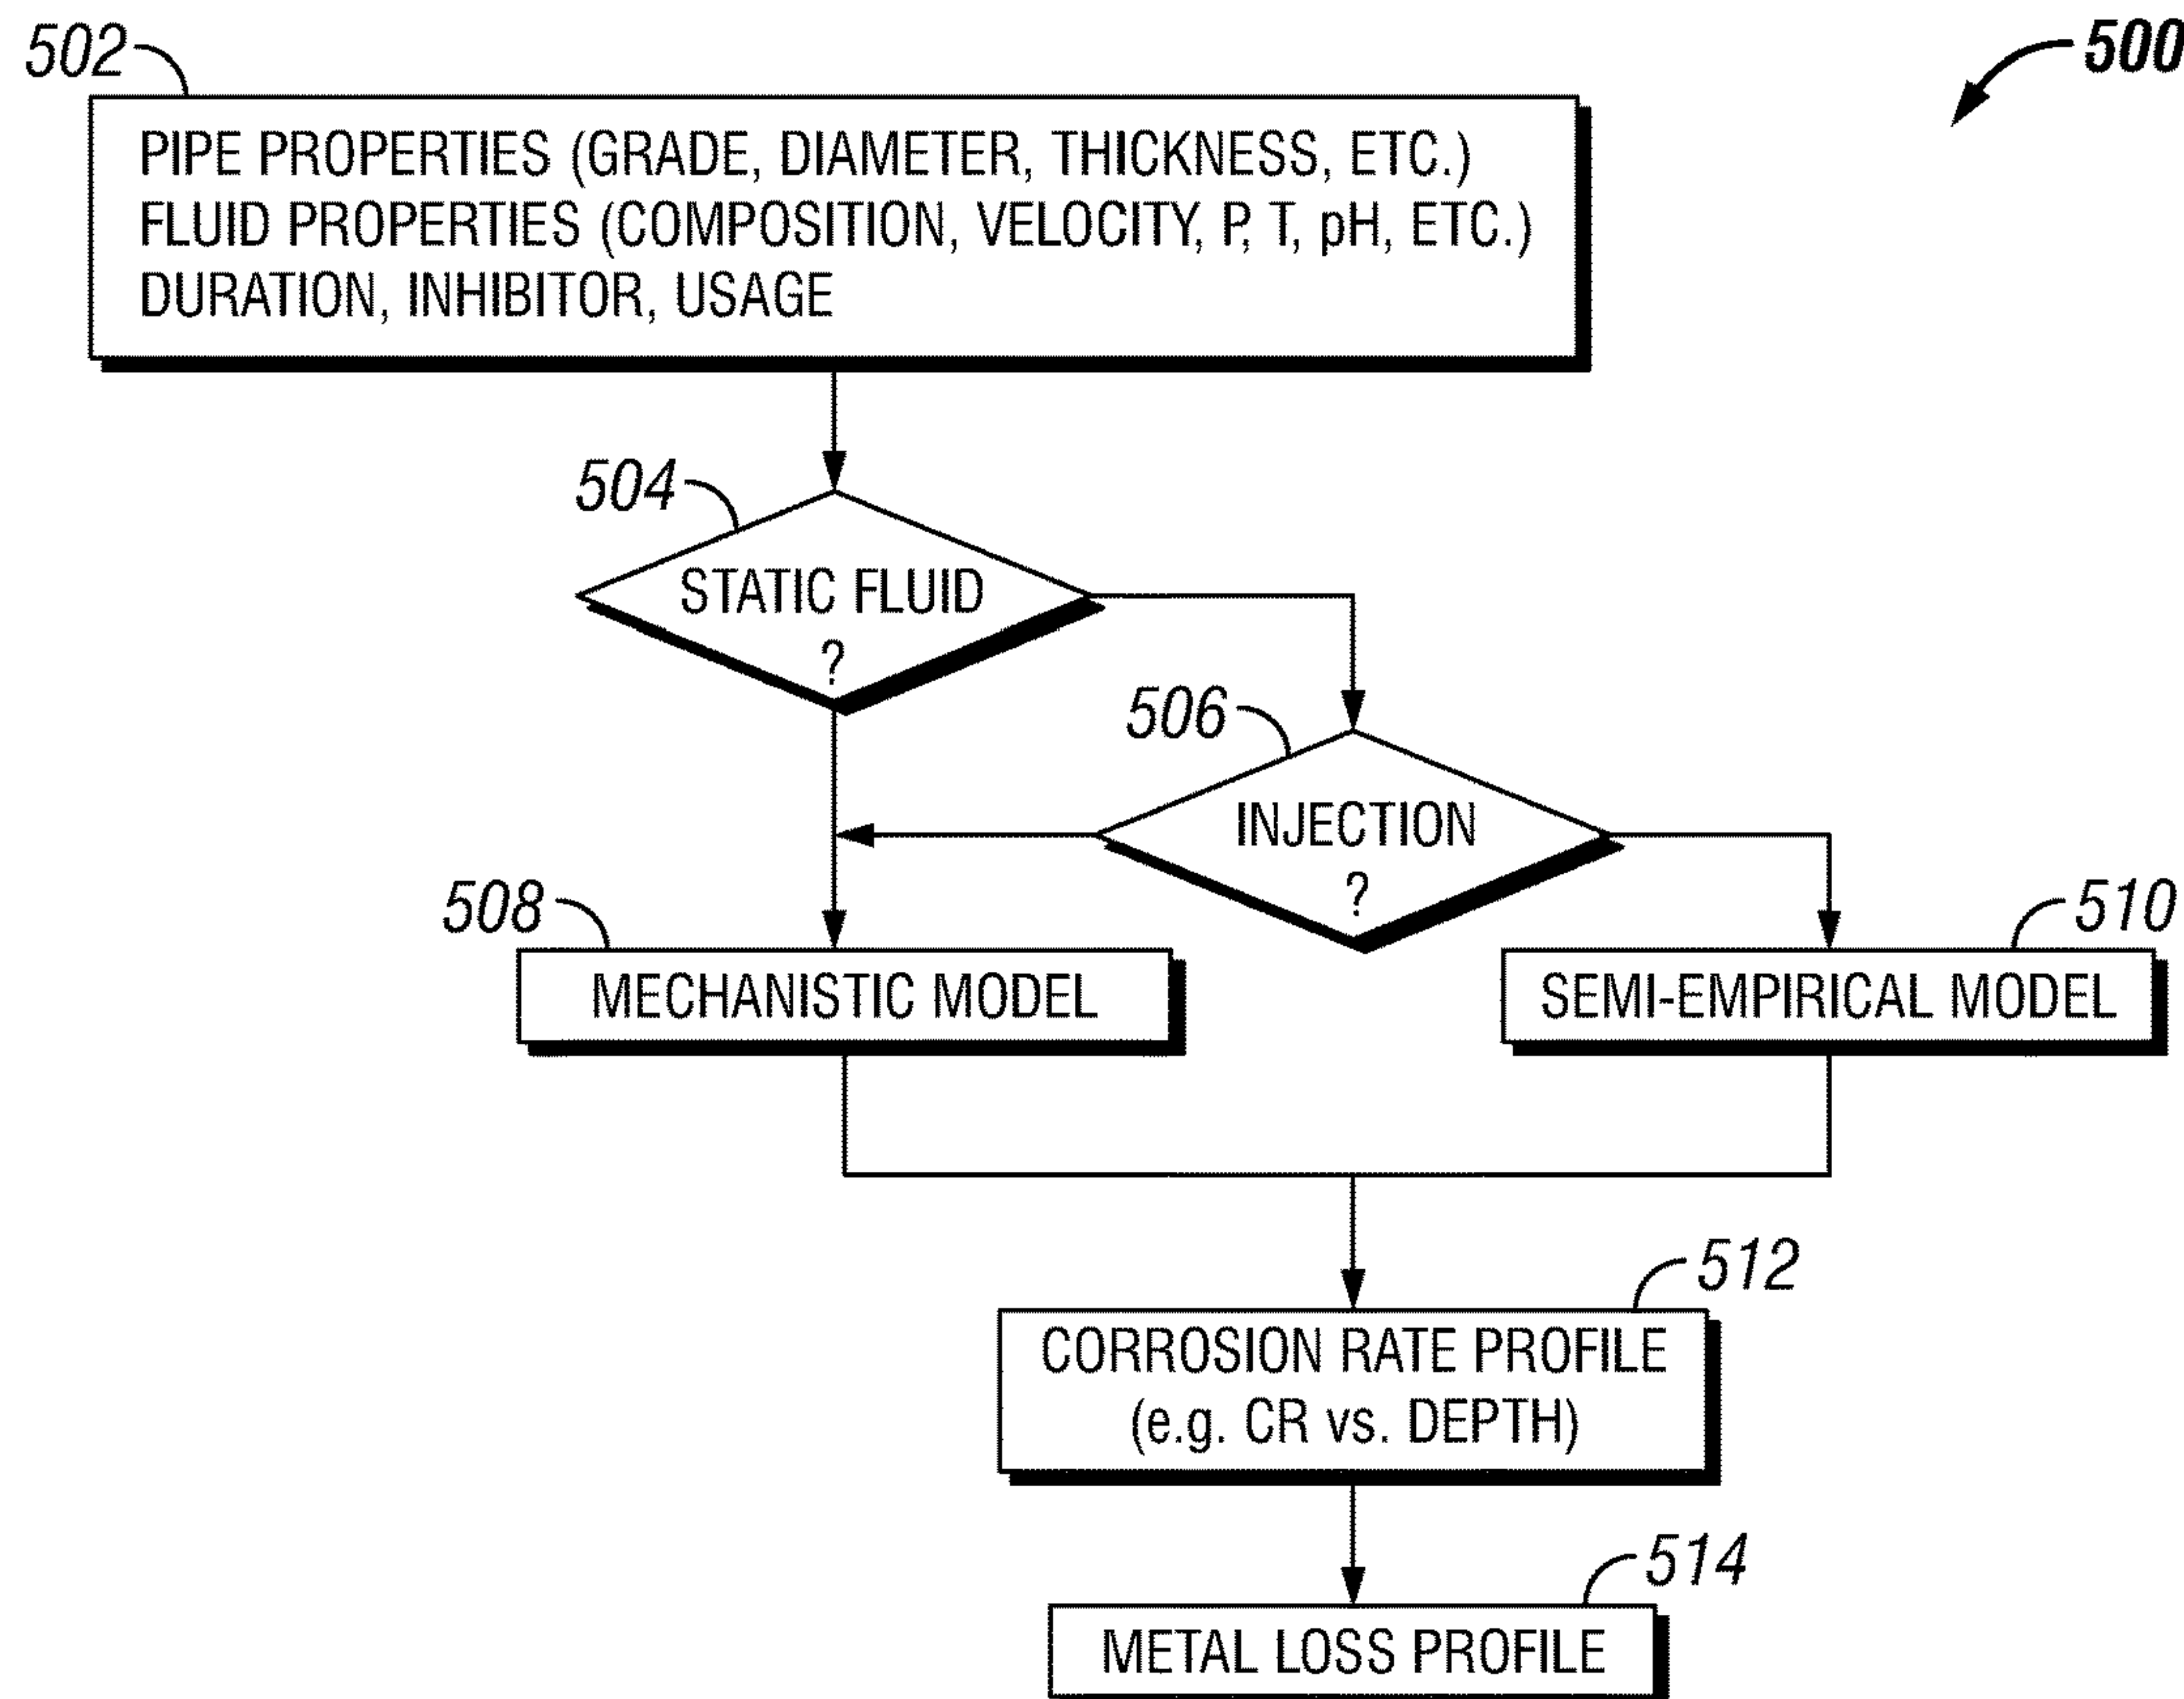 502
500
PIPE PROPERTIES (GRADE, DIAMETER, THICKNESS, ETC.)
FLUID PROPERTIES (COMPOSITION, VELOCITY, P, T, pH, ETC.)
DURATION, INHIBITOR, USAGE
504
STATIC FLUID
?
506
INJECTION
?
508
MECHANISTIC MODEL
510
SEMI-EMPIRICAL MODEL
512
CORROSION RATE PROFILE
(e.g. CR vs. DEPTH)
514
METAL LOSS PROFILE